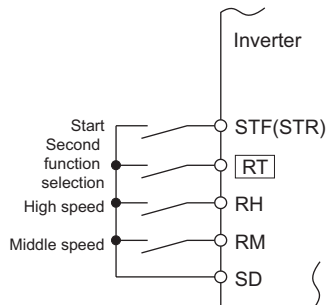 Inverter
Start
STF(STR)
Second
function
selection
RT
High speed
RH
Middle speed
RM
SD